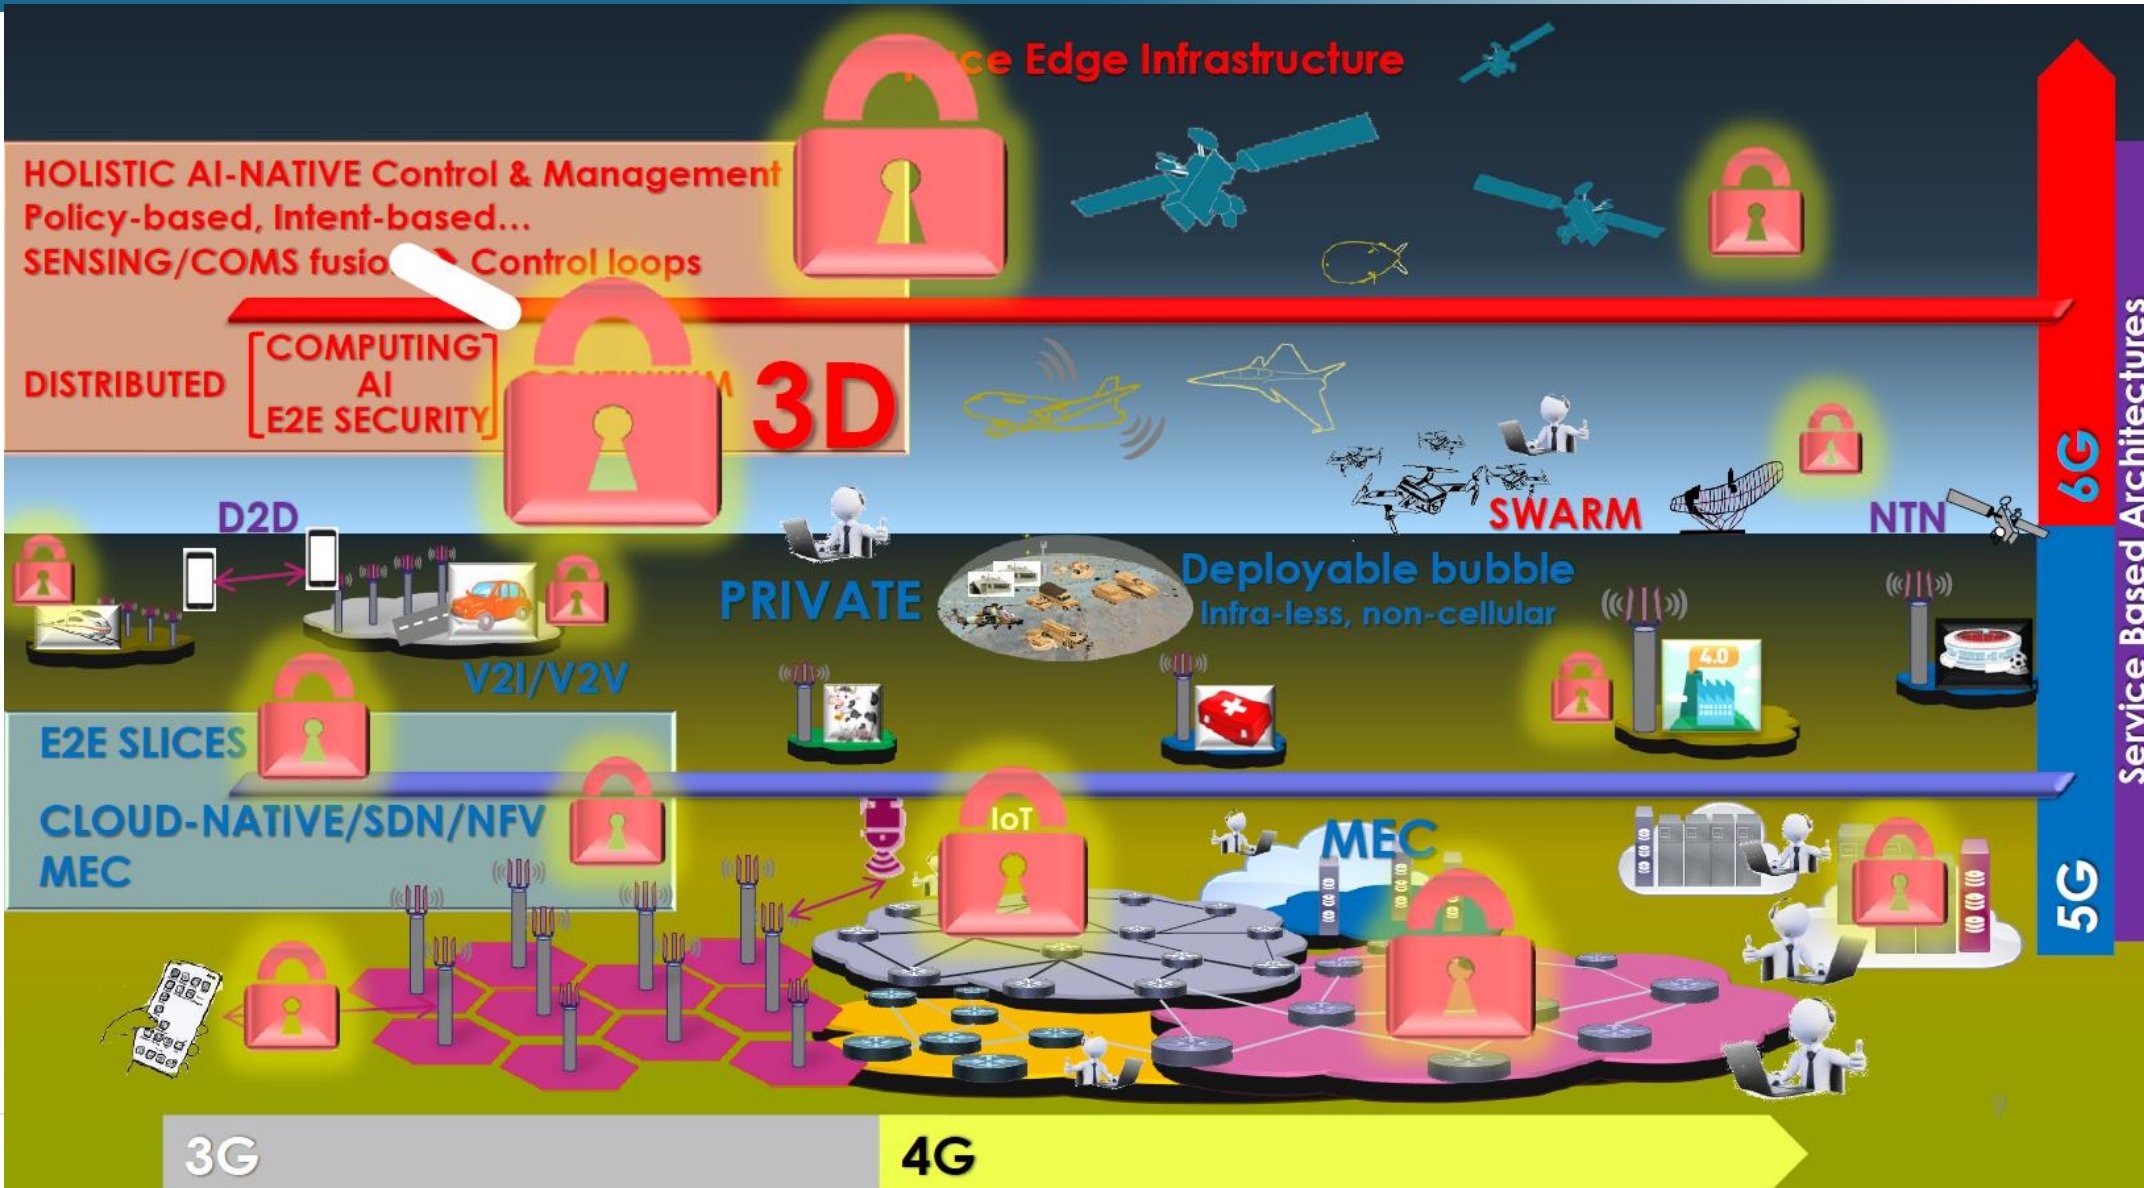 Edge Infrastructure
HOLISTIC AI-NATIVE Control & Management
Policy-based, Intent-based...
SENSING/COMS Control loops
COMPUTING
DISTRIBUTED AI
E2E SECURITY
3D
SWARM
6G
Service Based Architectures
D2D
NTN
PRIVATE
Deployable bubble
Infra-less, non-cellular
V2I/V2V
4.0
E2E SLICES
CLOUD-NATIVE/SDN/NFV
MEC
IoT
MEC
5G
9
3G
4G